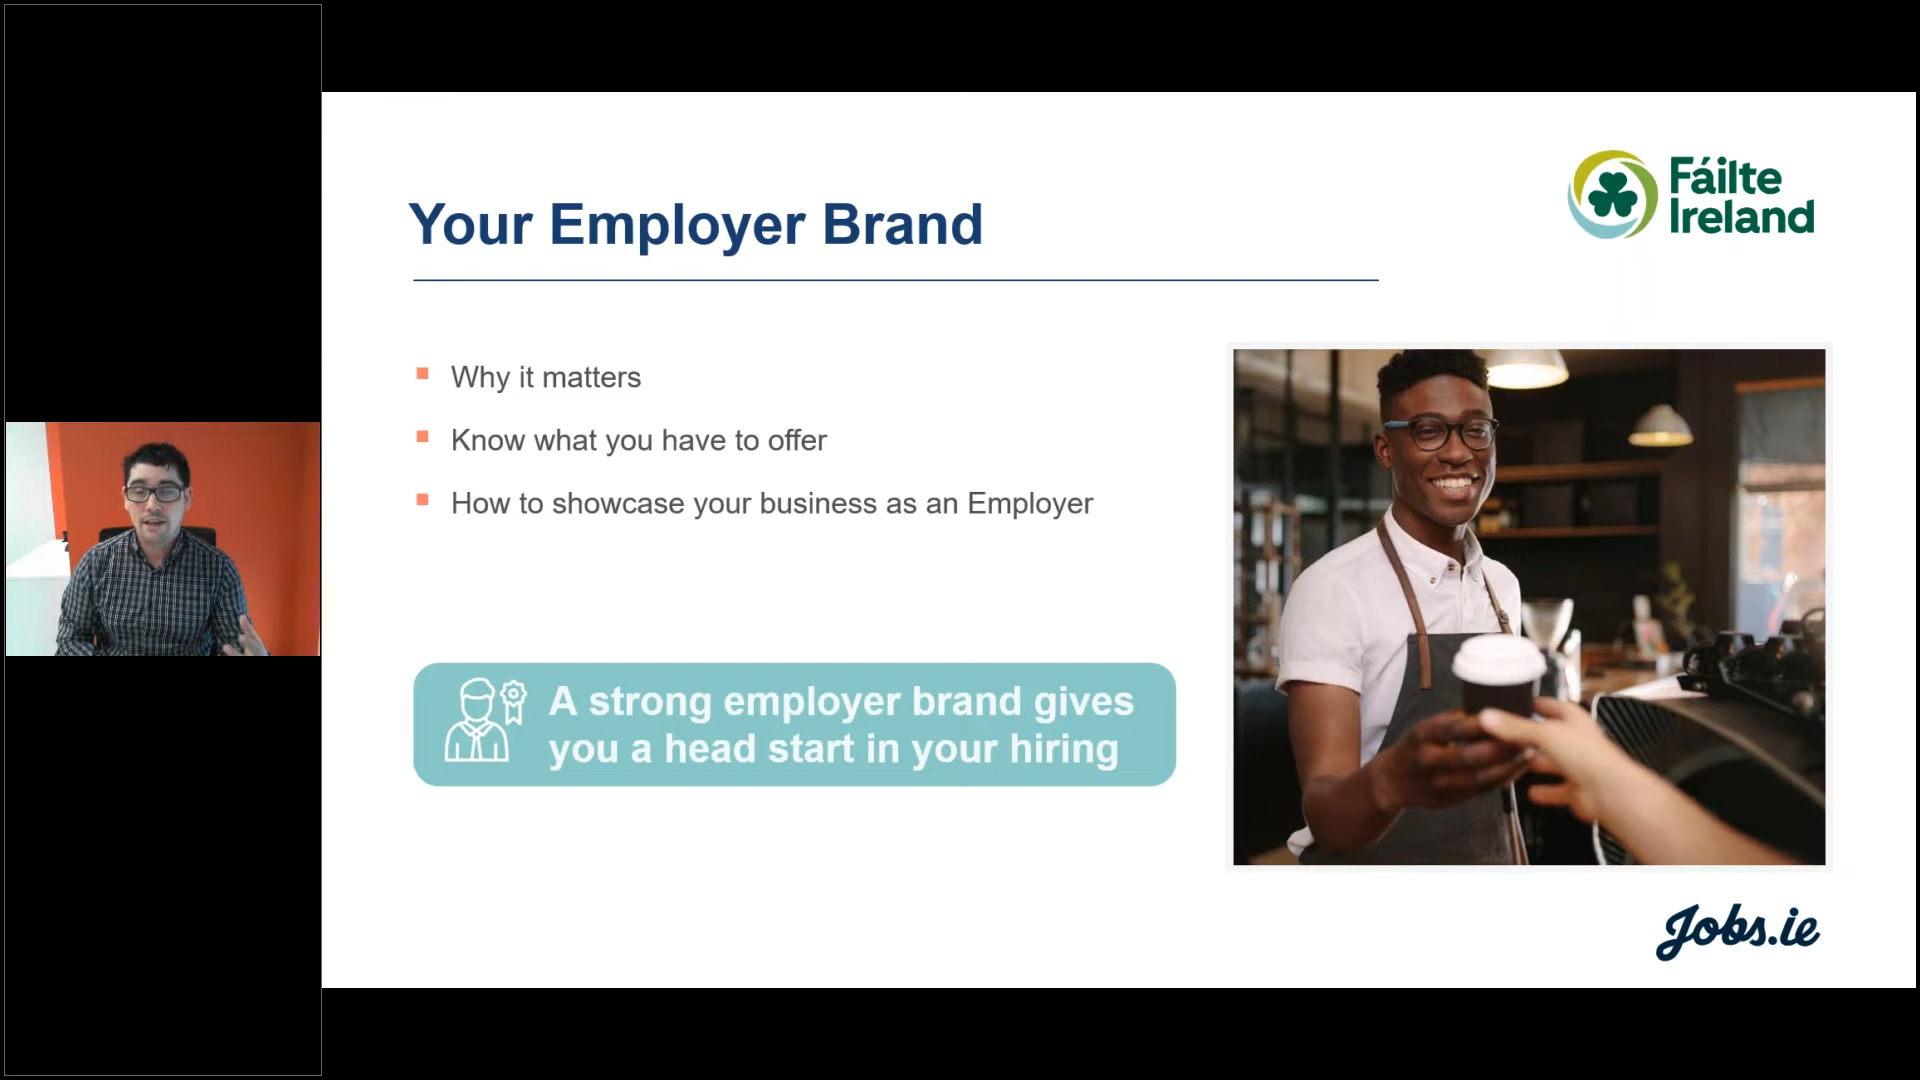 Your Employer Brand
Fáilte
Ireland
Why it matters
Know what you have to offer
How to showcase your business as an Employer
A strong employer brand gives
you a head start in your hiring
Jobs.ie